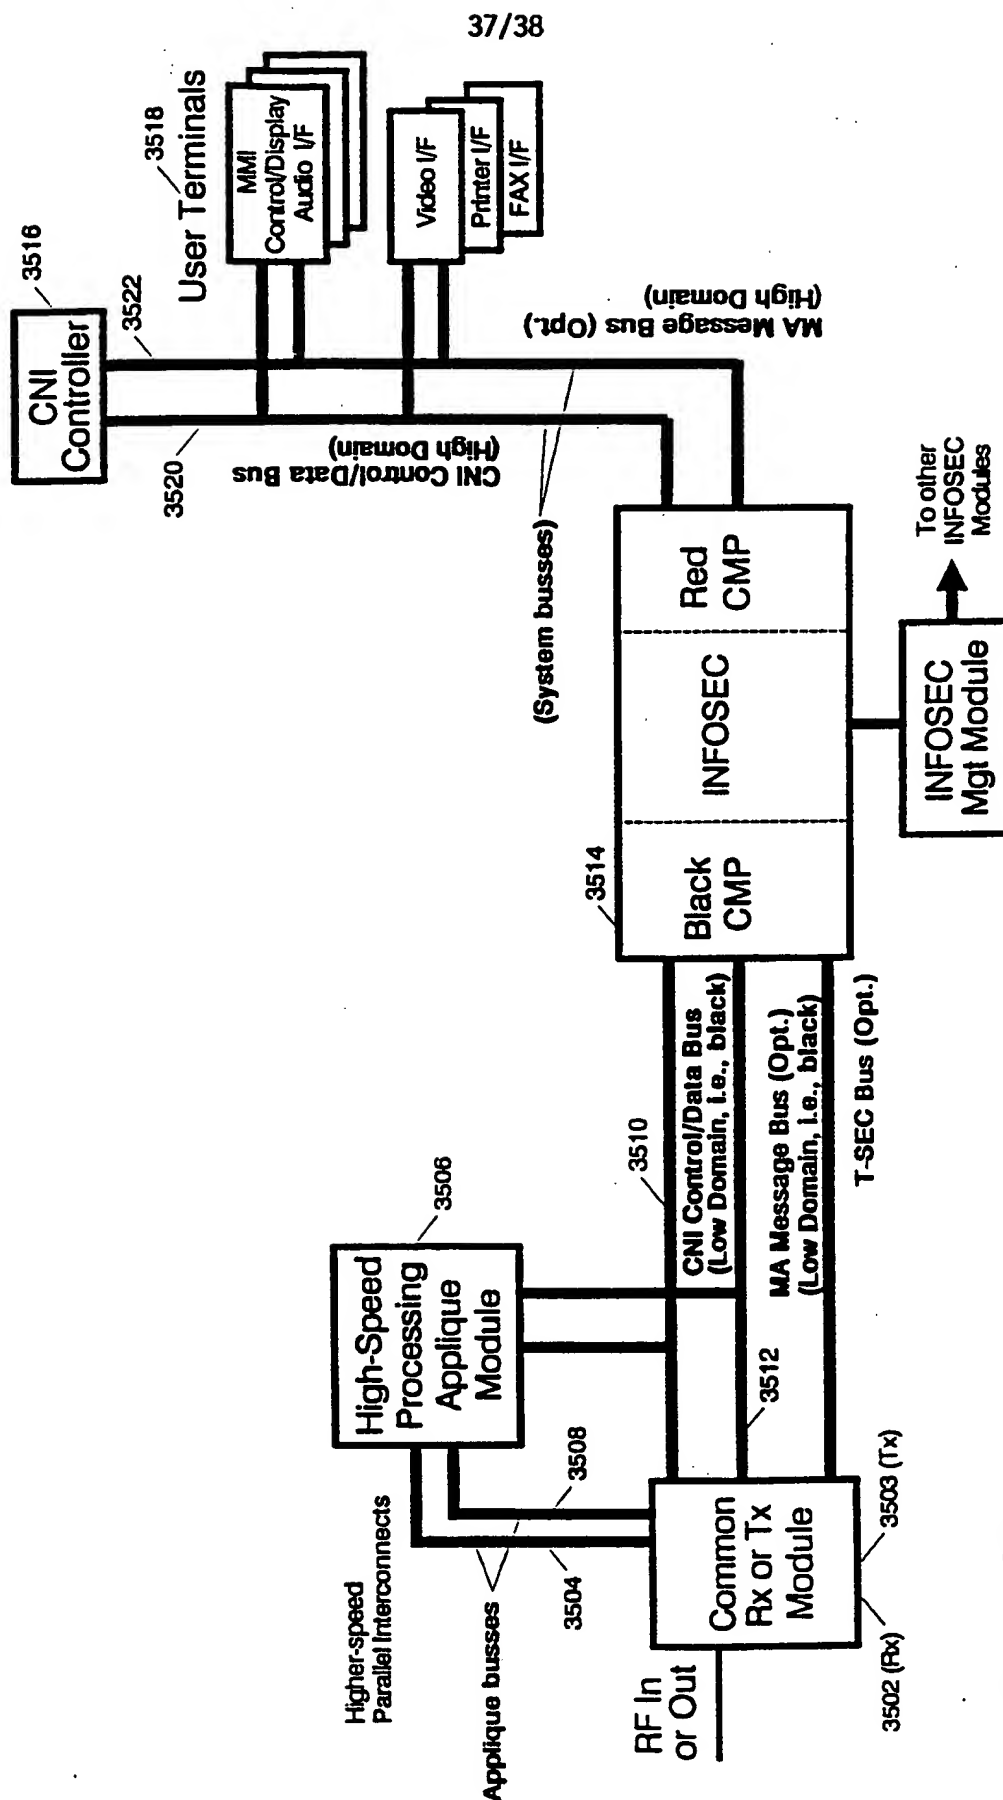 37/38
CNI
Controller
3516
3522
3520
User Terminals
3518
MMI
Control/Display
Audio I/F
Video I/F
Printer I/F
FAX I/F
CNI Control/Data Bus
(High Domain)
MA Message Bus (Opt.)
(High Domain)
(System busses)
Black
CMP
INFOSEC
Red
CMP
3514
INFOSEC
Mgt Module
To other
INFOSEC
Modules
High-Speed
Processing
Applique
Module
3506
3510
CNI Control/Data Bus
(Low Domain, i.e., black)
MA Message Bus (Opt.)
(Low Domain, i.e., black)
T-SEC Bus (Opt.)
3512
Higher-speed
Parallel Interconnects
Applique busses
3508
3504
Common
Rx or Tx
Module
RF In
or Out
3502 (Rx)
3503 (Tx)